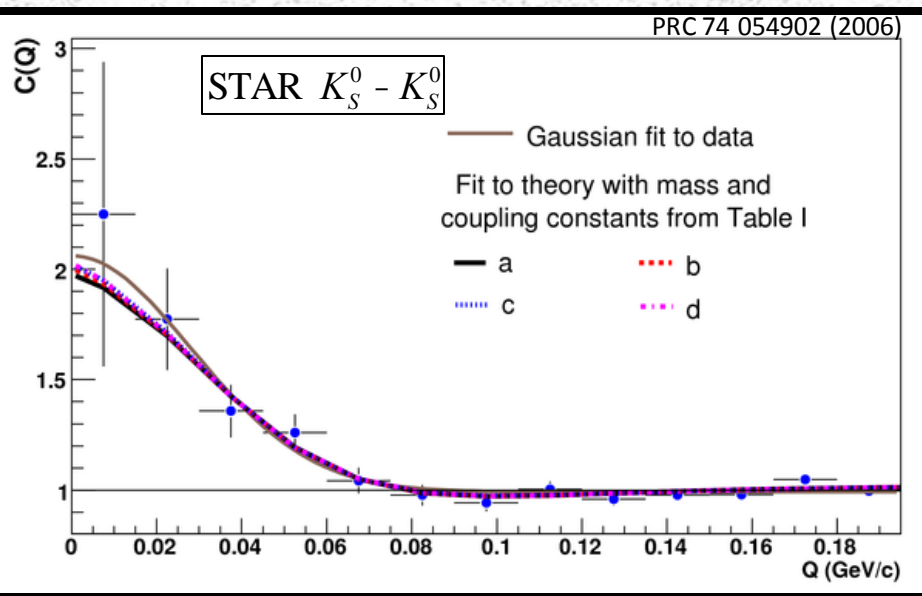 PRC 74 054902 (2006)
C(Q)
3
2.5
2
1.5
1
STAR K_S^0 - K_S^0
Gaussian fit to data
Fit to theory with mass and
coupling constants from Table I
a b
c d
0 0.02 0.04 0.06 0.08 0.1 0.12 0.14 0.16 0.18
Q (GeV/c)